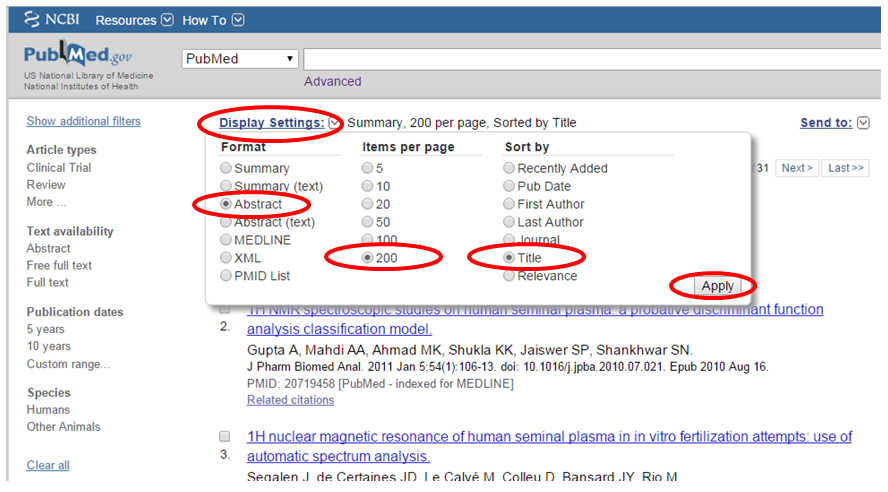 NCBI Resources How To
PubMed.gov
US National Library of Medicine
National Institutes of Health
PubMed
Advanced
Show additional filters
Article types
Clinical Trial
Review
More ...
Text availability
Abstract
Free full text
Full text
Publication dates
5 years
10 years
Custom range...
Species
Humans
Other Animals
Clear all
Display Settings: Summary, 200 per page, Sorted by Title
Send to:
Format
Summary
Summary (text)
Abstract
Abstract (text)
MEDLINE
XML
PMID List
Items per page
5
10
20
50
100
200
Sort by
Recently Added
Pub Date
First Author
Last Author
Journal
Title
Relevance
Apply
31 Next > Last >>
1H NMR spectroscopic studies on human seminal plasma: a probative discriminant function
2. analysis classification model.
Gupta A, Mahdi AA, Ahmad MK, Shukla KK, Jaiswer SP, Shankhwar SN.
J Pharm Biomed Anal. 2011 Jan 5;54(1):106-13. doi: 10.1016/j.jpba.2010.07.021. Epub 2010 Aug 16.
PMID: 20719458 [PubMed - indexed for MEDLINE]
Related citations
1H nuclear magnetic resonance of human seminal plasma in in vitro fertilization attempts: use of
3. automatic spectrum analysis.
Segalen J, de Certaines JD, Le Calvé M, Colleu D, Bansard JY, Rio M